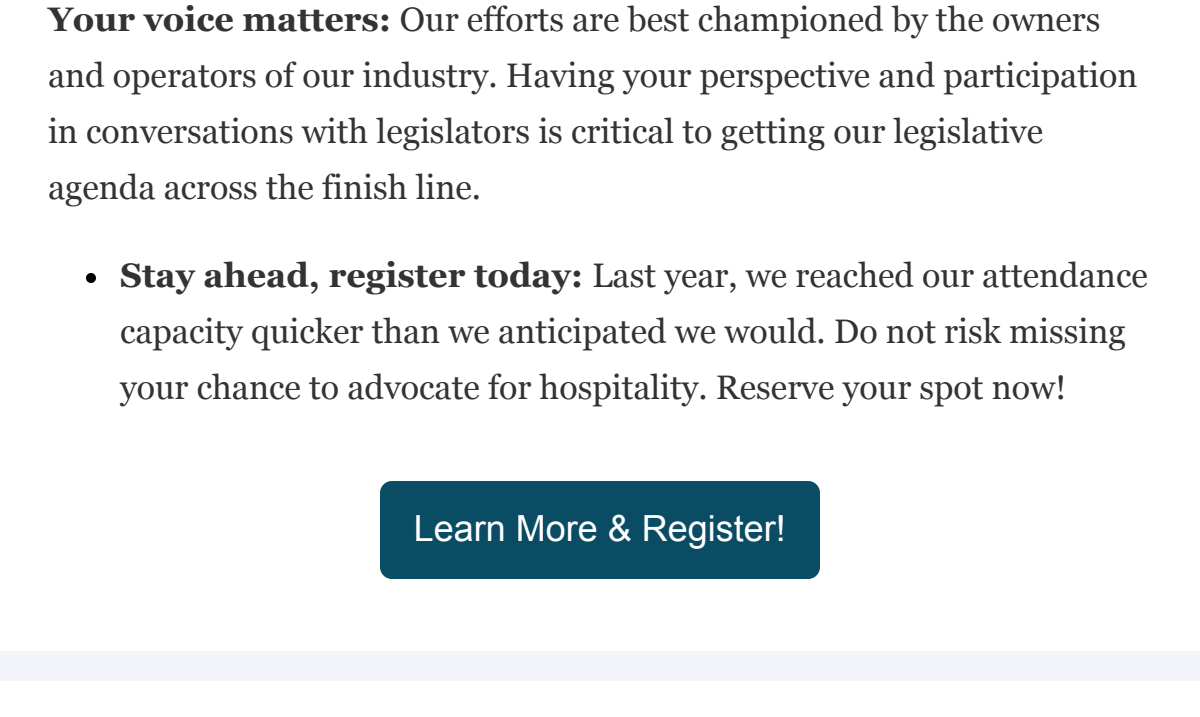 Your voice matters: Our efforts are best championed by the owners
and operators of our industry. Having your perspective and participation
in conversations with legislators is critical to getting our legislative
agenda across the finish line.
Stay ahead, register today: Last year, we reached our attendance
capacity quicker than we anticipated we would. Do not risk missing
your chance to advocate for hospitality. Reserve your spot now!
Learn More & Register!